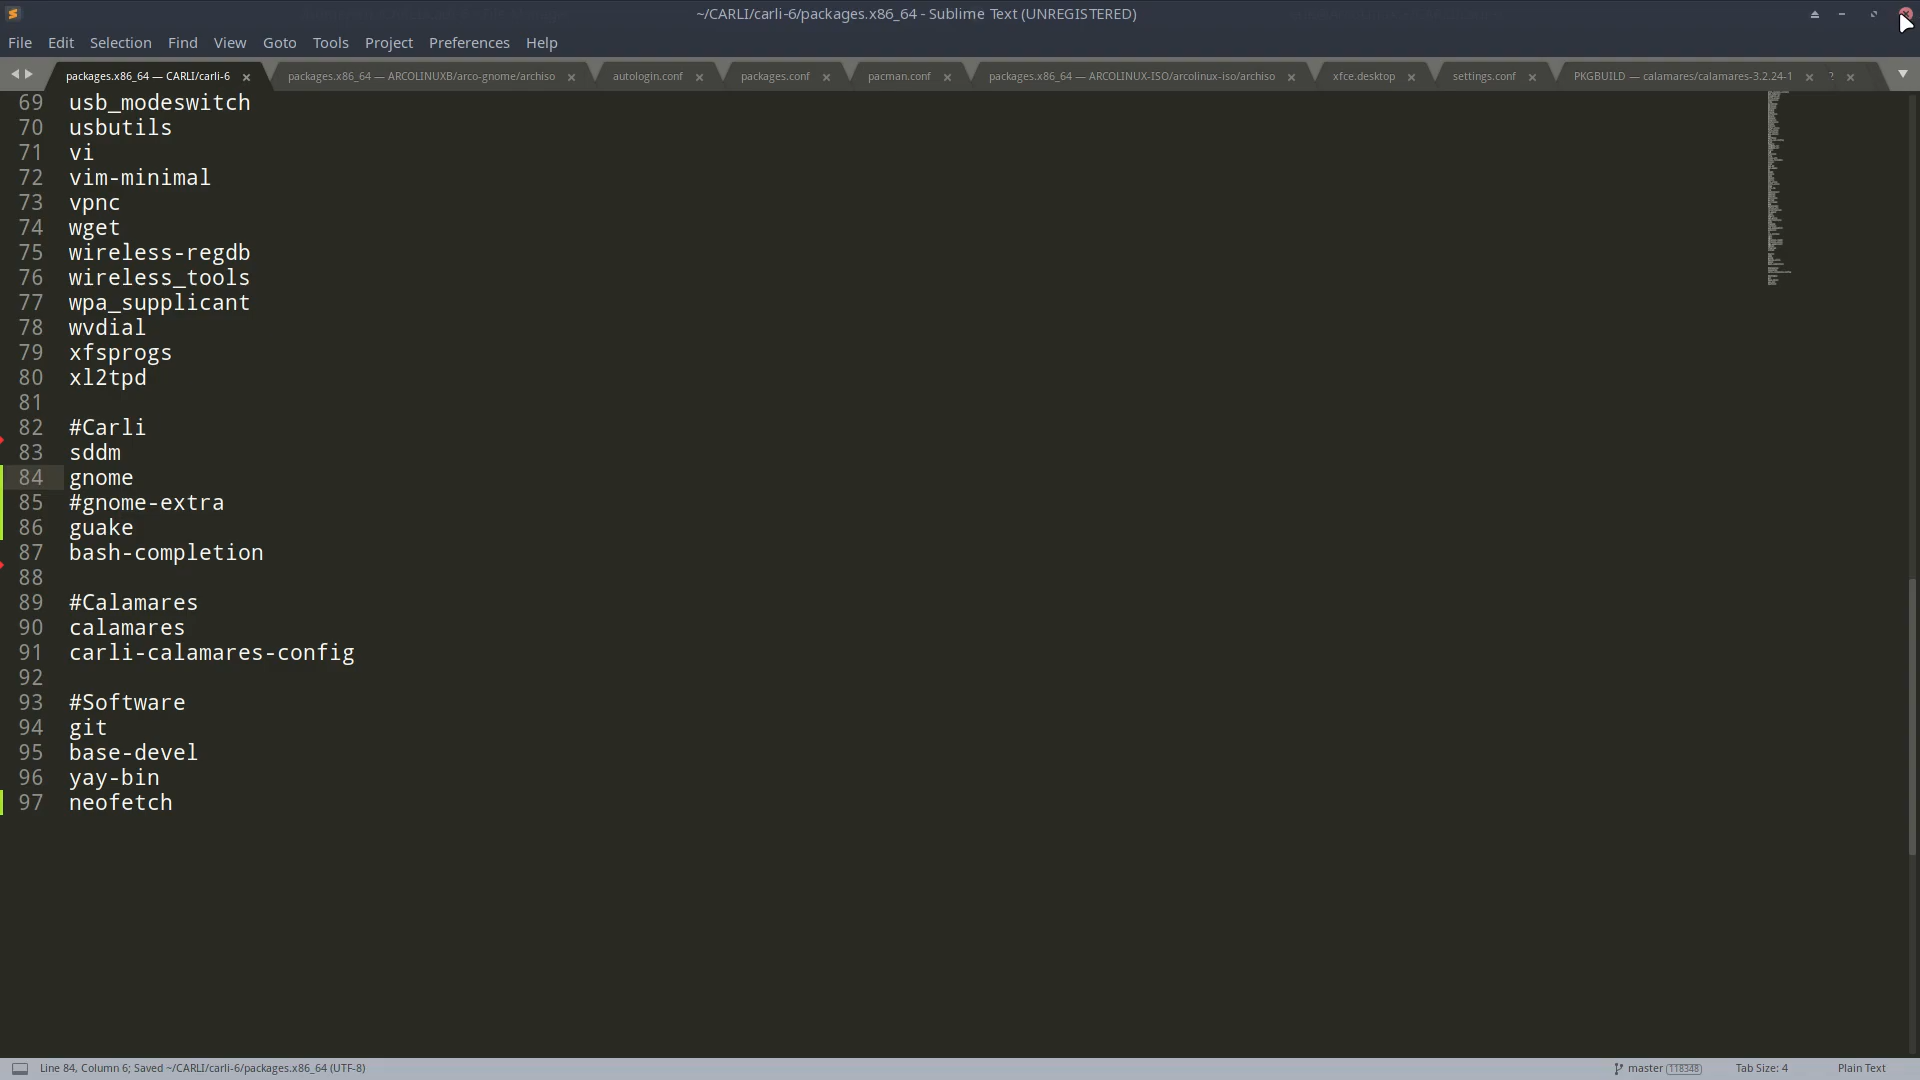 ~/CARLI/carli-6/packages.x86_64 - Sublime Text (UNREGISTERED)
File Edit Selection Find View Goto Tools Project Preferences Help
packages.x86_64 — CARLI/carli-6 packages.x86_64 — ARCOLINUXB/arco-gnome/archiso autologin.conf packages.conf pacman.conf packages.x86_64 — ARCOLINUX-ISO/arcolinux-iso/archiso xfce.desktop settings.conf PKGBUILD — calamares/calamares-3.2.24-1
69 usb_modeswitch
70 usbutils
71 vi
72 vim-minimal
73 vpnc
74 wget
75 wireless-regdb
76 wireless_tools
77 wpa_supplicant
78 wvdial
79 xfsprogs
80 xl2tpd
81
82 #Carli
83 sddm
84 gnome
85 #gnome-extra
86 guake
87 bash-completion
88
89 #Calamares
90 calamares
91 carli-calamares-config
92
93 #Software
94 git
95 base-devel
96 yay-bin
97 neofetch
Line 84, Column 6; Saved ~/CARLI/carli-6/packages.x86_64 (UTF-8) master 118348 Tab Size: 4 Plain Text